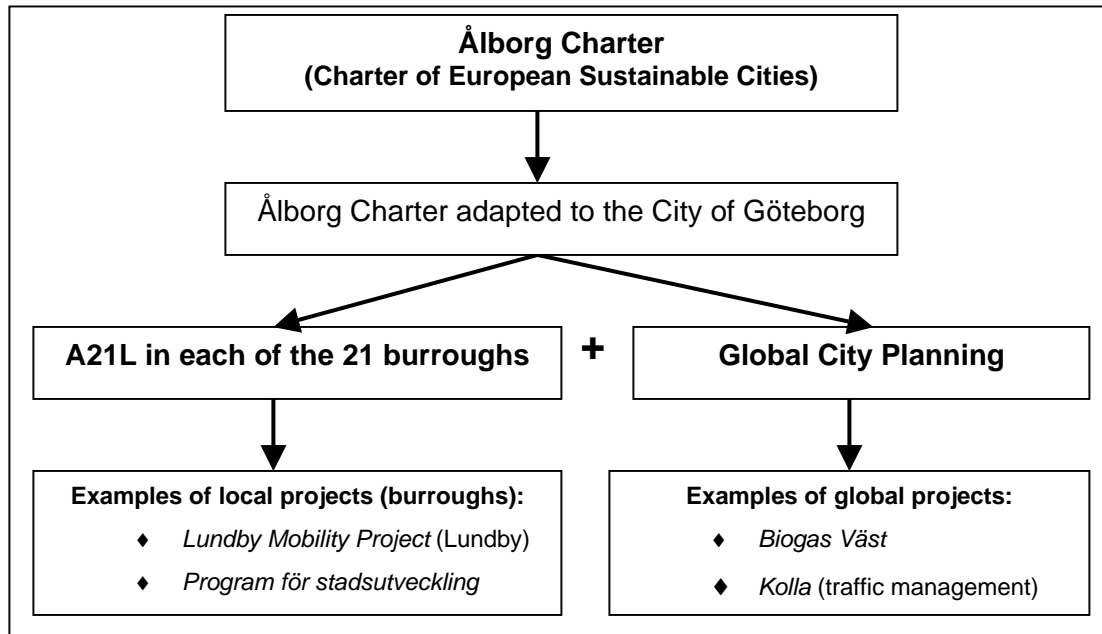 Ålborg Charter
(Charter of European Sustainable Cities)
Ålborg Charter adapted to the City of Göteborg
A21L in each of the 21 burroughs
+
Global City Planning
Examples of local projects (burroughs):
♦ Lundby Mobility Project (Lundby)
♦ Program för stadsutveckling
Examples of global projects:
♦ Biogas Väst
♦ Kolla (traffic management)